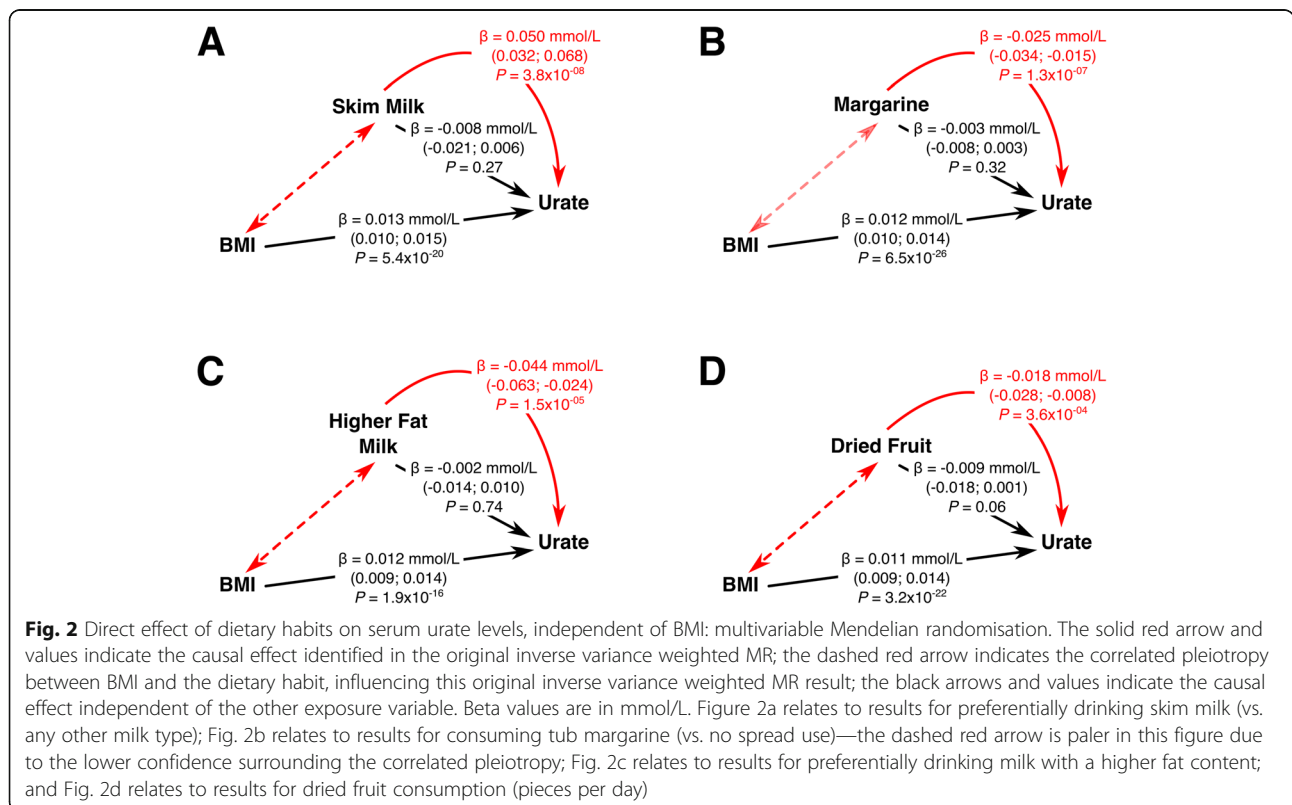 A
β = 0.050 mmol/L
(0.032; 0.068)
P = 3.8x10⁻⁰⁸
Skim Milk
β = -0.008 mmol/L
(-0.021; 0.006)
P = 0.27
Urate
β = 0.013 mmol/L
(0.010; 0.015)
P = 5.4x10⁻²⁰
BMI
B
β = -0.025 mmol/L
(-0.034; -0.015)
P = 1.3x10⁻⁰⁷
Margarine
β = -0.003 mmol/L
(-0.008; 0.003)
P = 0.32
Urate
β = 0.012 mmol/L
(0.010; 0.014)
P = 6.5x10⁻²⁶
BMI
C
β = -0.044 mmol/L
(-0.063; -0.024)
P = 1.5x10⁻⁰⁵
Higher Fat
Milk
β = -0.002 mmol/L
(-0.014; 0.010)
P = 0.74
Urate
β = 0.012 mmol/L
(0.009; 0.014)
P = 1.9x10⁻¹⁶
BMI
D
β = -0.018 mmol/L
(-0.028; -0.008)
P = 3.6x10⁻⁰⁴
Dried Fruit
β = -0.009 mmol/L
(-0.018; 0.001)
P = 0.06
Urate
β = 0.011 mmol/L
(0.009; 0.014)
P = 3.2x10⁻²²
BMI
Fig. 2 Direct effect of dietary habits on serum urate levels, independent of BMI: multivariable Mendelian randomisation. The solid red arrow and
values indicate the causal effect identified in the original inverse variance weighted MR; the dashed red arrow indicates the correlated pleiotropy
between BMI and the dietary habit, influencing this original inverse variance weighted MR result; the black arrows and values indicate the causal
effect independent of the other exposure variable. Beta values are in mmol/L. Figure 2a relates to results for preferentially drinking skim milk (vs.
any other milk type); Fig. 2b relates to results for consuming tub margarine (vs. no spread use)—the dashed red arrow is paler in this figure due
to the lower confidence surrounding the correlated pleiotropy; Fig. 2c relates to results for preferentially drinking milk with a higher fat content;
and Fig. 2d relates to results for dried fruit consumption (pieces per day)